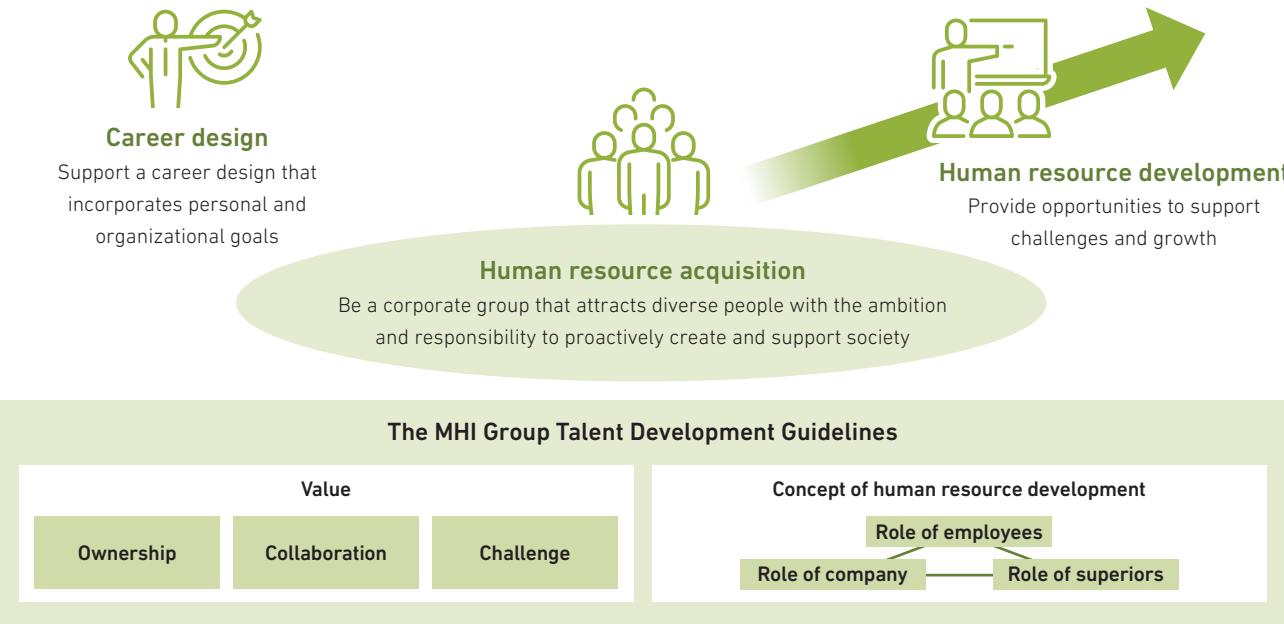 Career design
Support a career design that
incorporates personal and
organizational goals
Human resource development
Provide opportunities to support
challenges and growth
Human resource acquisition
Be a corporate group that attracts diverse people with the ambition
and responsibility to proactively create and support society
The MHI Group Talent Development Guidelines
Value
Ownership
Collaboration
Challenge
Concept of human resource development
Role of employees
Role of company
Role of superiors